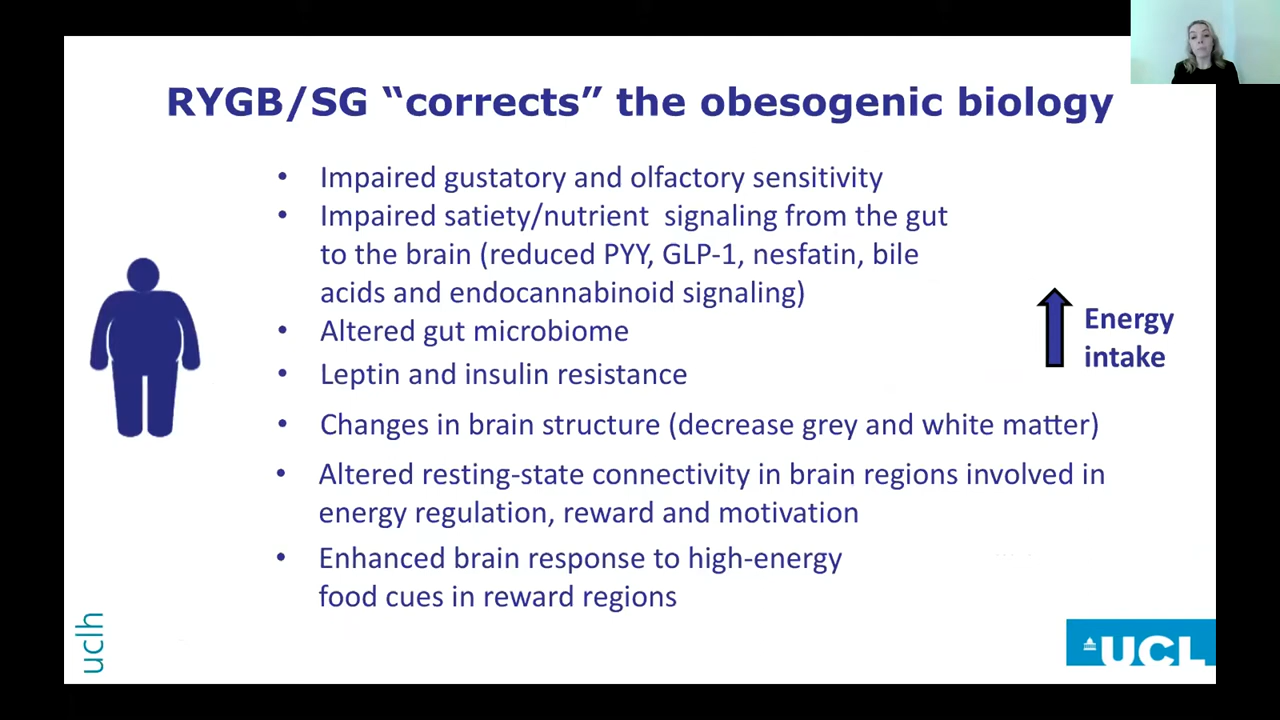 RYGB/SG “corrects” the obesogenic biology
• Impaired gustatory and olfactory sensitivity
• Impaired satiety/nutrient signaling from the gut
to the brain (reduced PYY, GLP-1, nesfatin, bile
acids and endocannabinoid signaling)
• Altered gut microbiome
• Leptin and insulin resistance
• Changes in brain structure (decrease grey and white matter)
• Altered resting-state connectivity in brain regions involved in
energy regulation, reward and motivation
• Enhanced brain response to high-energy
food cues in reward regions
Energy
intake
uclh
UCL